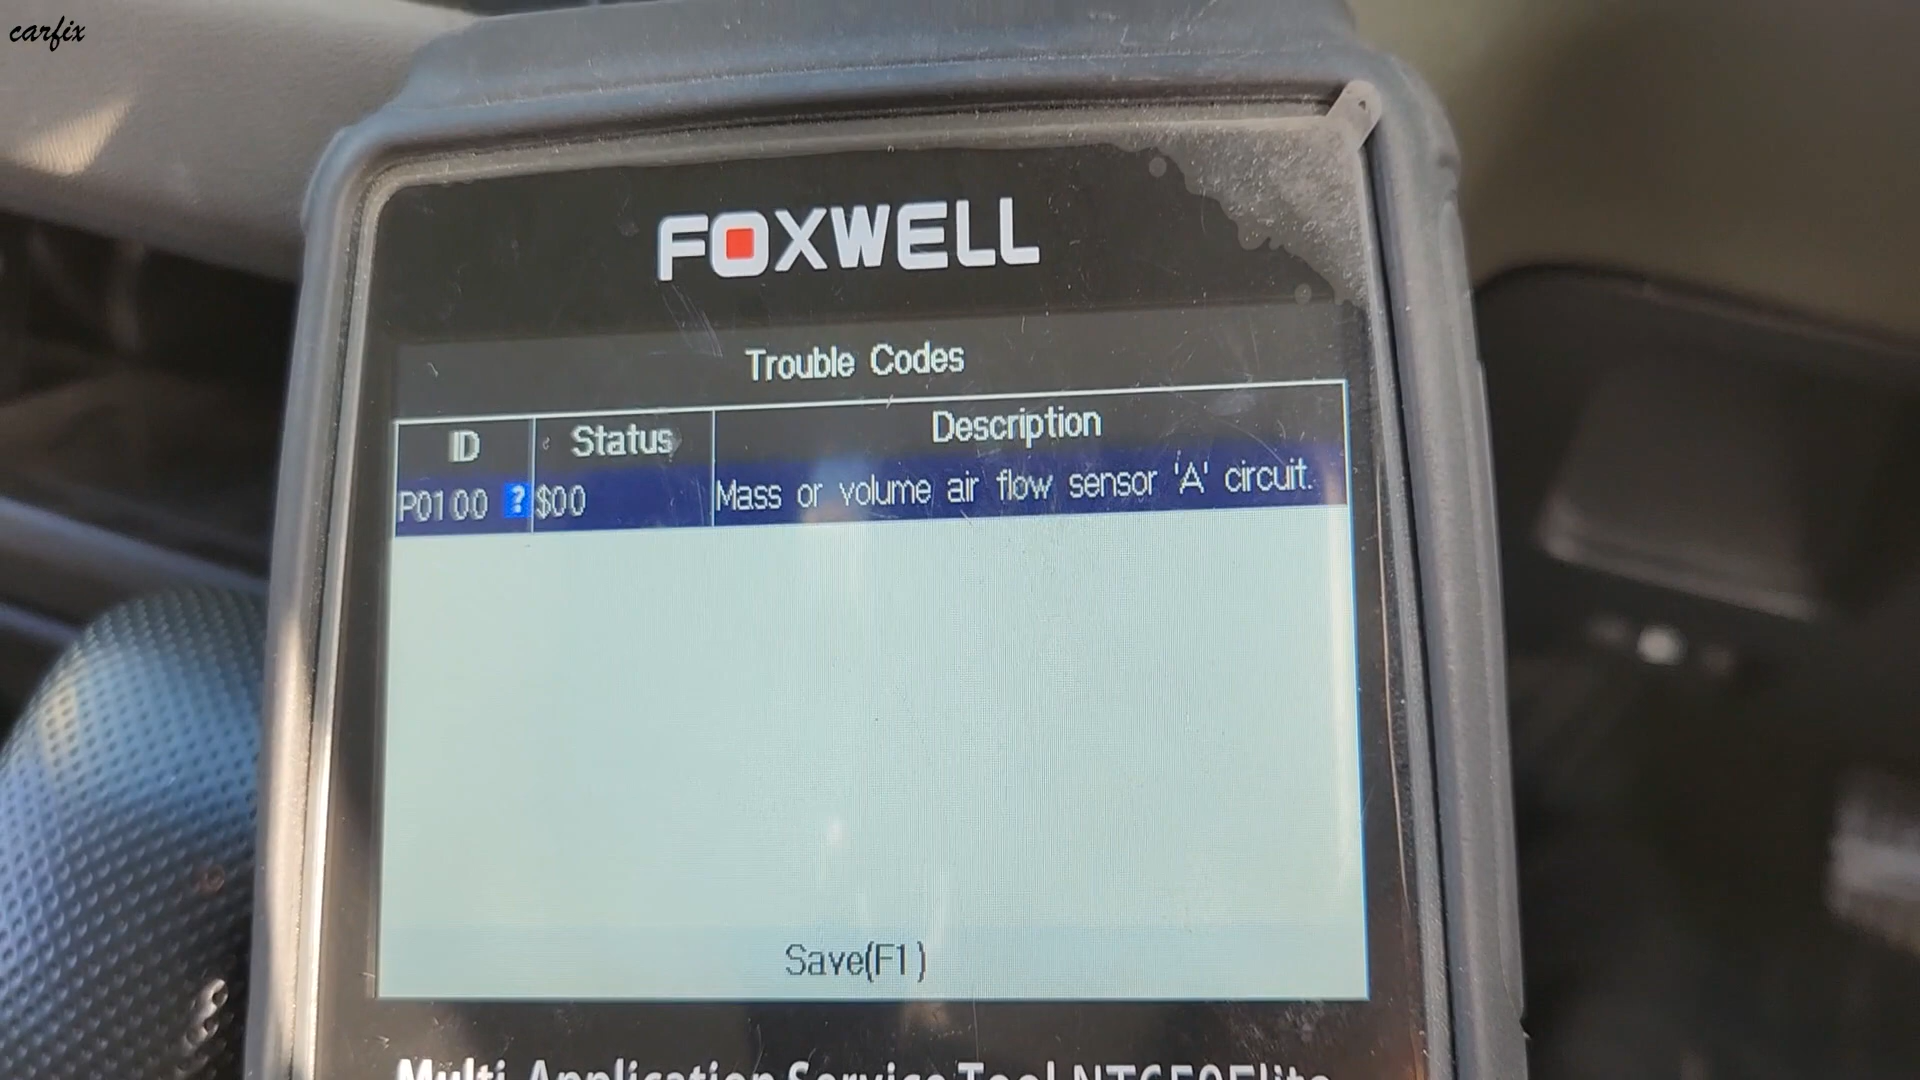 carfix
FOXWELL
Trouble Codes
ID Status Description
P0100 ? $00 Mass or volume air flow sensor 'A' circuit.
Save(F1)
Multi-Application Service Tool NT650Elite